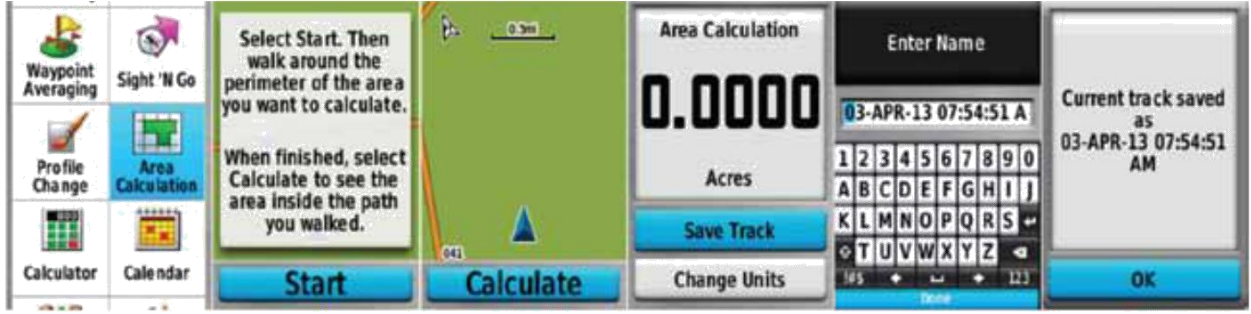 Waypoint
Averaging
Sight 'N Go
Profile
Change
Area
Calculation
Calculator
Calendar
Select Start. Then
walk around the
perimeter of the area
you want to calculate.
When finished, select
Calculate to see the
area inside the path
you walked.
Start
0.3mi
041
Calculate
Area Calculation
0.0000
Acres
Save Track
Change Units
Enter Name
03-APR-13 07:54:51 A
1 2 3 4 5 6 7 8 9 0
A B C D E F G H I J
K L M N O P Q R S
T U V W X Y Z
123
Done
Current track saved
as
03-APR-13 07:54:51
AM
OK